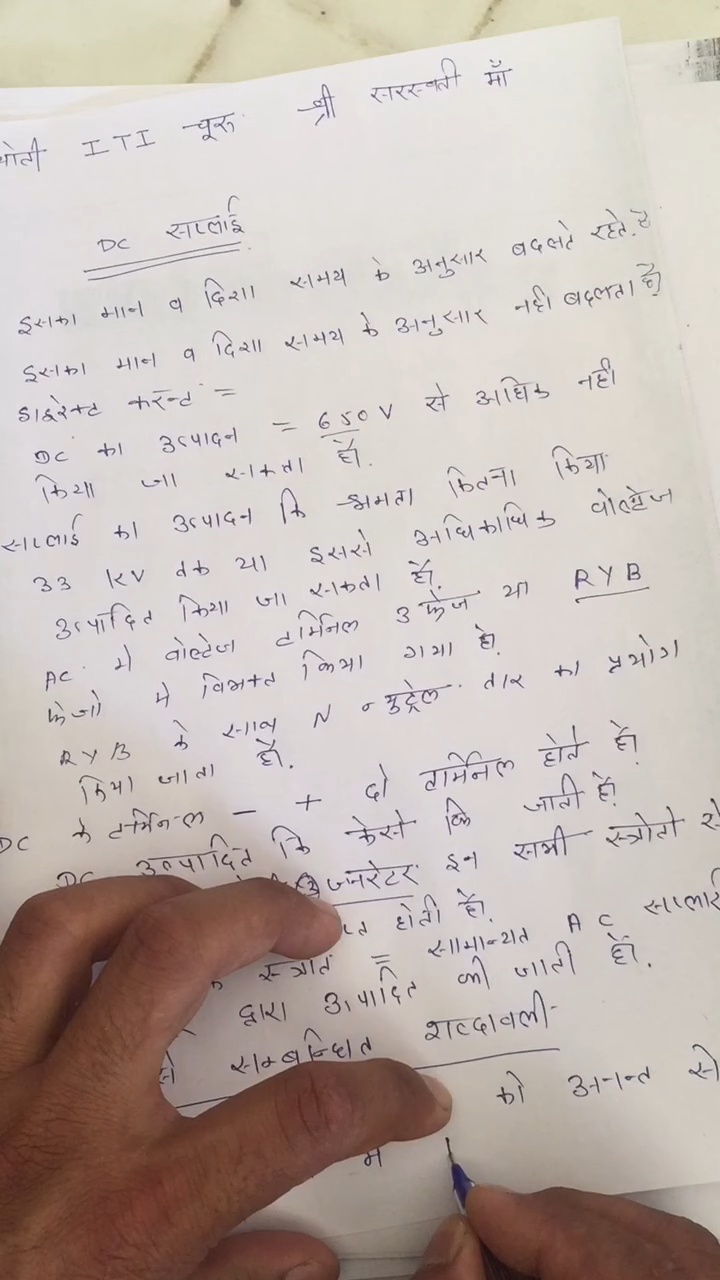 ITI चूरू श्री सरस्वती माँ
DC सप्लाई
इसका मान व दिशा समय के अनुसार बदलते रहते है
इसका मान व दिशा समय के अनुसार नही बदलता है
डाइरेक्ट करन्ट =
DC का उत्पादन = 650V से अधिक नही
किया जा सकता है.
सप्लाई का उत्पादन कि क्षमता कितना किया
33 KV तक या इससे अधिकाधिक वोल्टेज
उत्पादित किया जा सकता है.
AC. मे वोल्टेज टर्मिनल 3 फेज या RYB
फेजो मे विभक्त किया गया है.
RYB के साथ N न्युट्रेल तार का प्रयोग
किया जाता है.
DC के टर्मिनल - + दो टर्मिनल होते है.
DC उत्पादित कि केसे कि जाती है.
जनरेटर इन सभी स्त्रोतो से
होती है.
स्त्रात = सामान्यत AC सप्लाई
द्वारा उत्पादित की जाती है.
से सम्बन्धित शब्दावली
को अनन्त से
मे